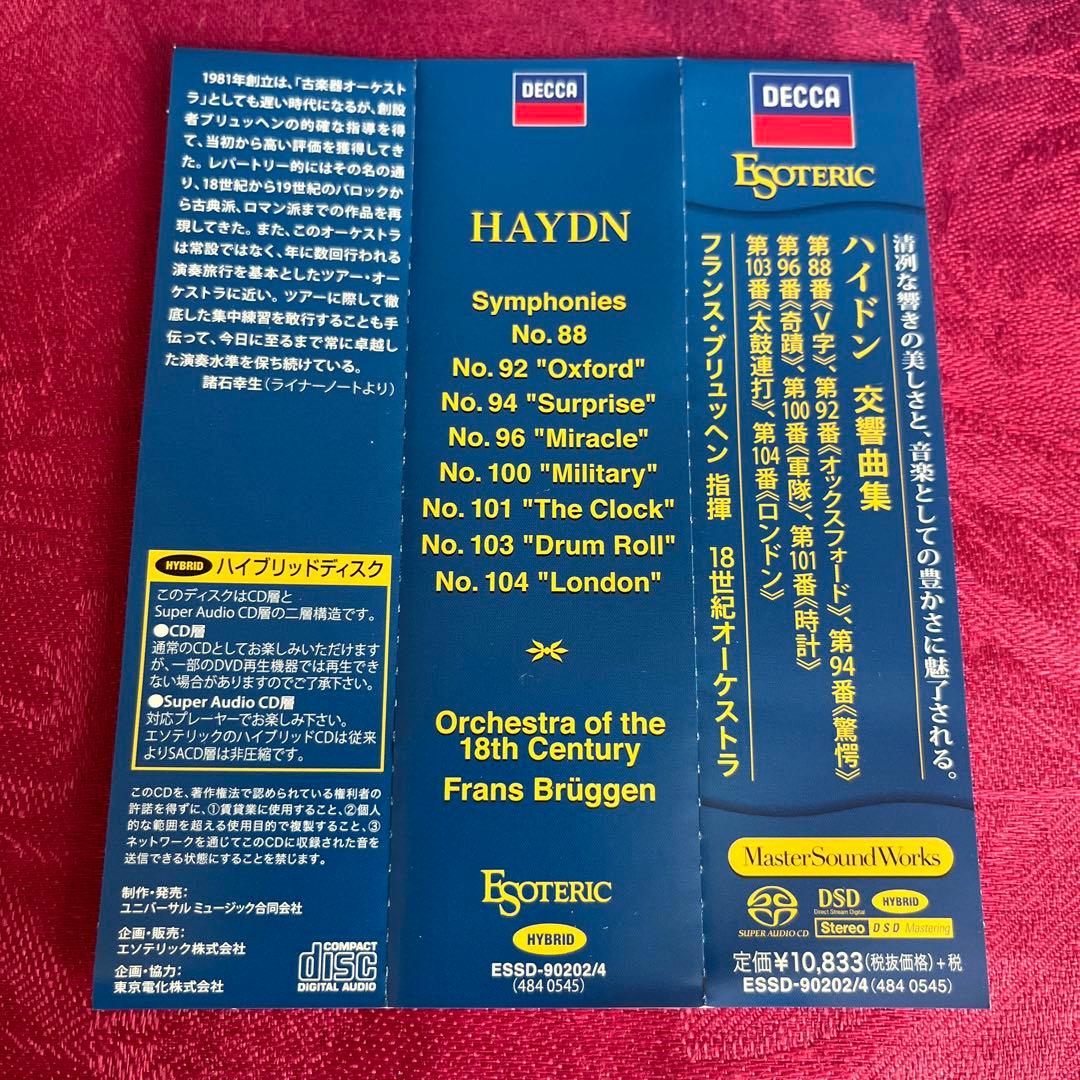 1981年創立は、「古楽器オーケスト
ラ」としても遅い時代になるが、創設
者ブリュッヘンの的確な指導を得
て、当初から高い評価を獲得してき
た。レパートリー的にはその名の通
り、18世紀から19世紀のバロックか
ら古典派、ロマン派までの作品を再
現してきた。また、このオーケストラ
は常設ではなく、年に数回行われる
演奏旅行を基本としたツアー・オー
ケストラに近い。ツアーに際して徹
底した集中練習を敢行することも手
伝って、今日に至るまで常に卓越し
た演奏水準を保ち続けている。
諸石幸生(ライナーノートより)
HYBRID ハイブリッドディスク
このディスクはCD層と
Super Audio CD層の二層構造です。
●CD層
通常のCDとしてお楽しみいただけます
が、一部のDVD再生機器では再生でき
ない場合がありますのでご了承下さい。
●Super Audio CD層
対応プレーヤーでお楽しみ下さい。
エソテリックのハイブリッドCDは従来
よりSACD層は非圧縮です。
このCDを、著作権法で認められている権利者の
許諾を得ずに、①賃貸業に使用すること、②個人
的な範囲を超える使用目的で複製すること、③
ネットワークを通じてこのCDに収録された音を
送信できる状態にすることを禁じます。
制作・発売:
ユニバーサル ミュージック合同会社
企画・販売:
エソテリック株式会社
企画・協力:
東京電化株式会社
COMPACT
disc
DIGITAL AUDIO
DECCA
HAYDN
Symphonies
No. 88
No. 92 "Oxford"
No. 94 "Surprise"
No. 96 "Miracle"
No. 100 "Military"
No. 101 "The Clock"
No. 103 "Drum Roll"
No. 104 "London"
Orchestra of the
18th Century
Frans Brüggen
ESOTERIC
HYBRID
ESSD-90202/4
(484 0545)
DECCA
ESOTERIC
清冽な響きの美しさと、音楽としての豊かさに魅了される。
ハイドン 交響曲集
第88番《V字》、第92番《オックスフォード》、第94番《驚愕》
第96番《奇蹟》、第100番《軍隊》、第101番《時計》
第103番《太鼓連打》、第104番《ロンドン》
フランス・ブリュッヘン 指揮 18世紀オーケストラ
MasterSoundWorks
SUPER AUDIO CD
DSD
Direct Stream Digital
HYBRID
Stereo DSD Mastering
定価¥10,833(税抜価格)+税
ESSD-90202/4(484 0545)